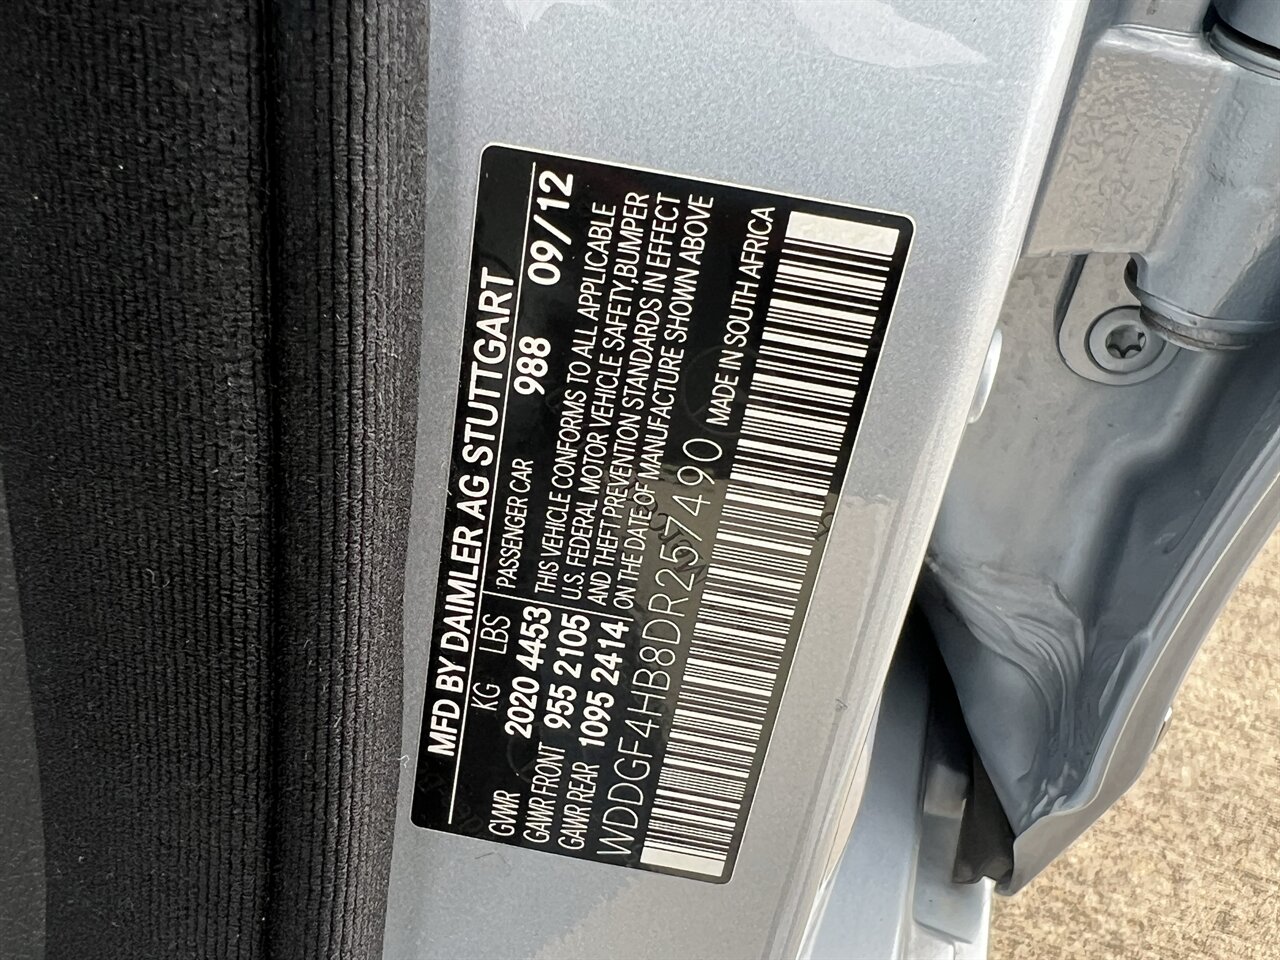 MFD BY DAIMLER AG STUTTGART
KG LBS PASSENGER CAR 988 09/12
GVWR 2020 4453 THIS VEHICLE CONFORMS TO ALL APPLICABLE
GAWR FRONT 955 2105 U.S. FEDERAL MOTOR VEHICLE SAFETY,BUMPER
GAWR REAR 1095 2414 AND THEFT PREVENTION STANDARDS IN EFFECT
ON THE DATE OF MANUFACTURE SHOWN ABOVE
WDDGF4HB8DR257490 MADE IN SOUTH AFRICA